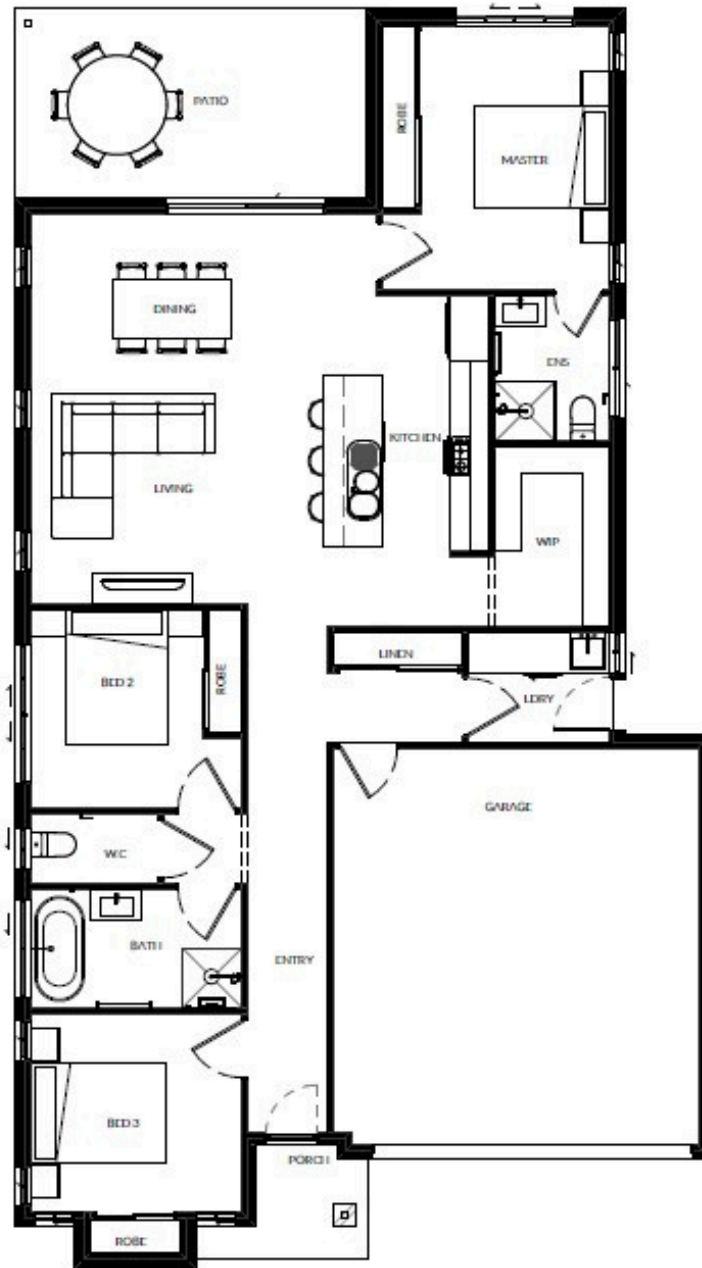 PATIO
ROBE
MASTER
DINING
ENS
KITCHEN
LIVING
WIP
LINEN
BED 2
ROBE
LDRY
GARAGE
WC
BATH
ENTRY
BED 3
PORCH
ROBE